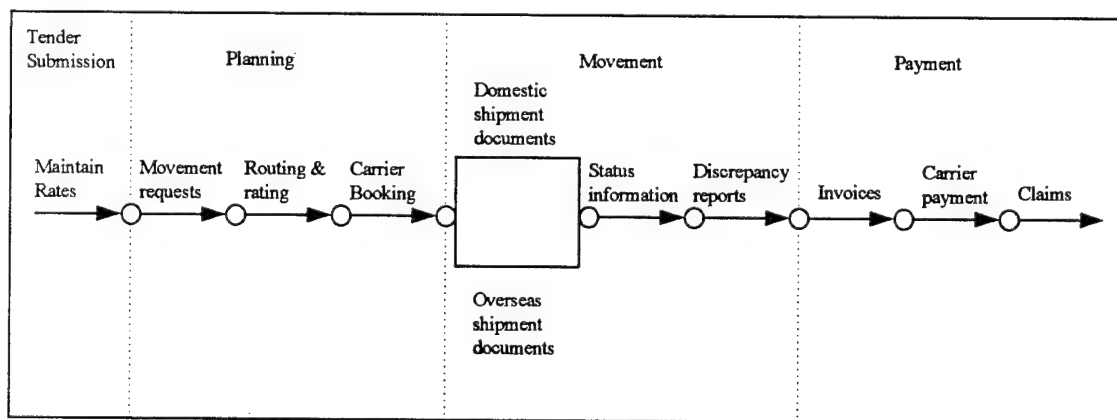 Tender
Submission
Planning
Movement
Payment
Domestic
shipment
documents
Maintain
Rates
Movement
requests
Routing &
rating
Carrier
Booking
Status
information
Discrepancy
reports
Invoices
Carrier
payment
Claims
Overseas
shipment
documents